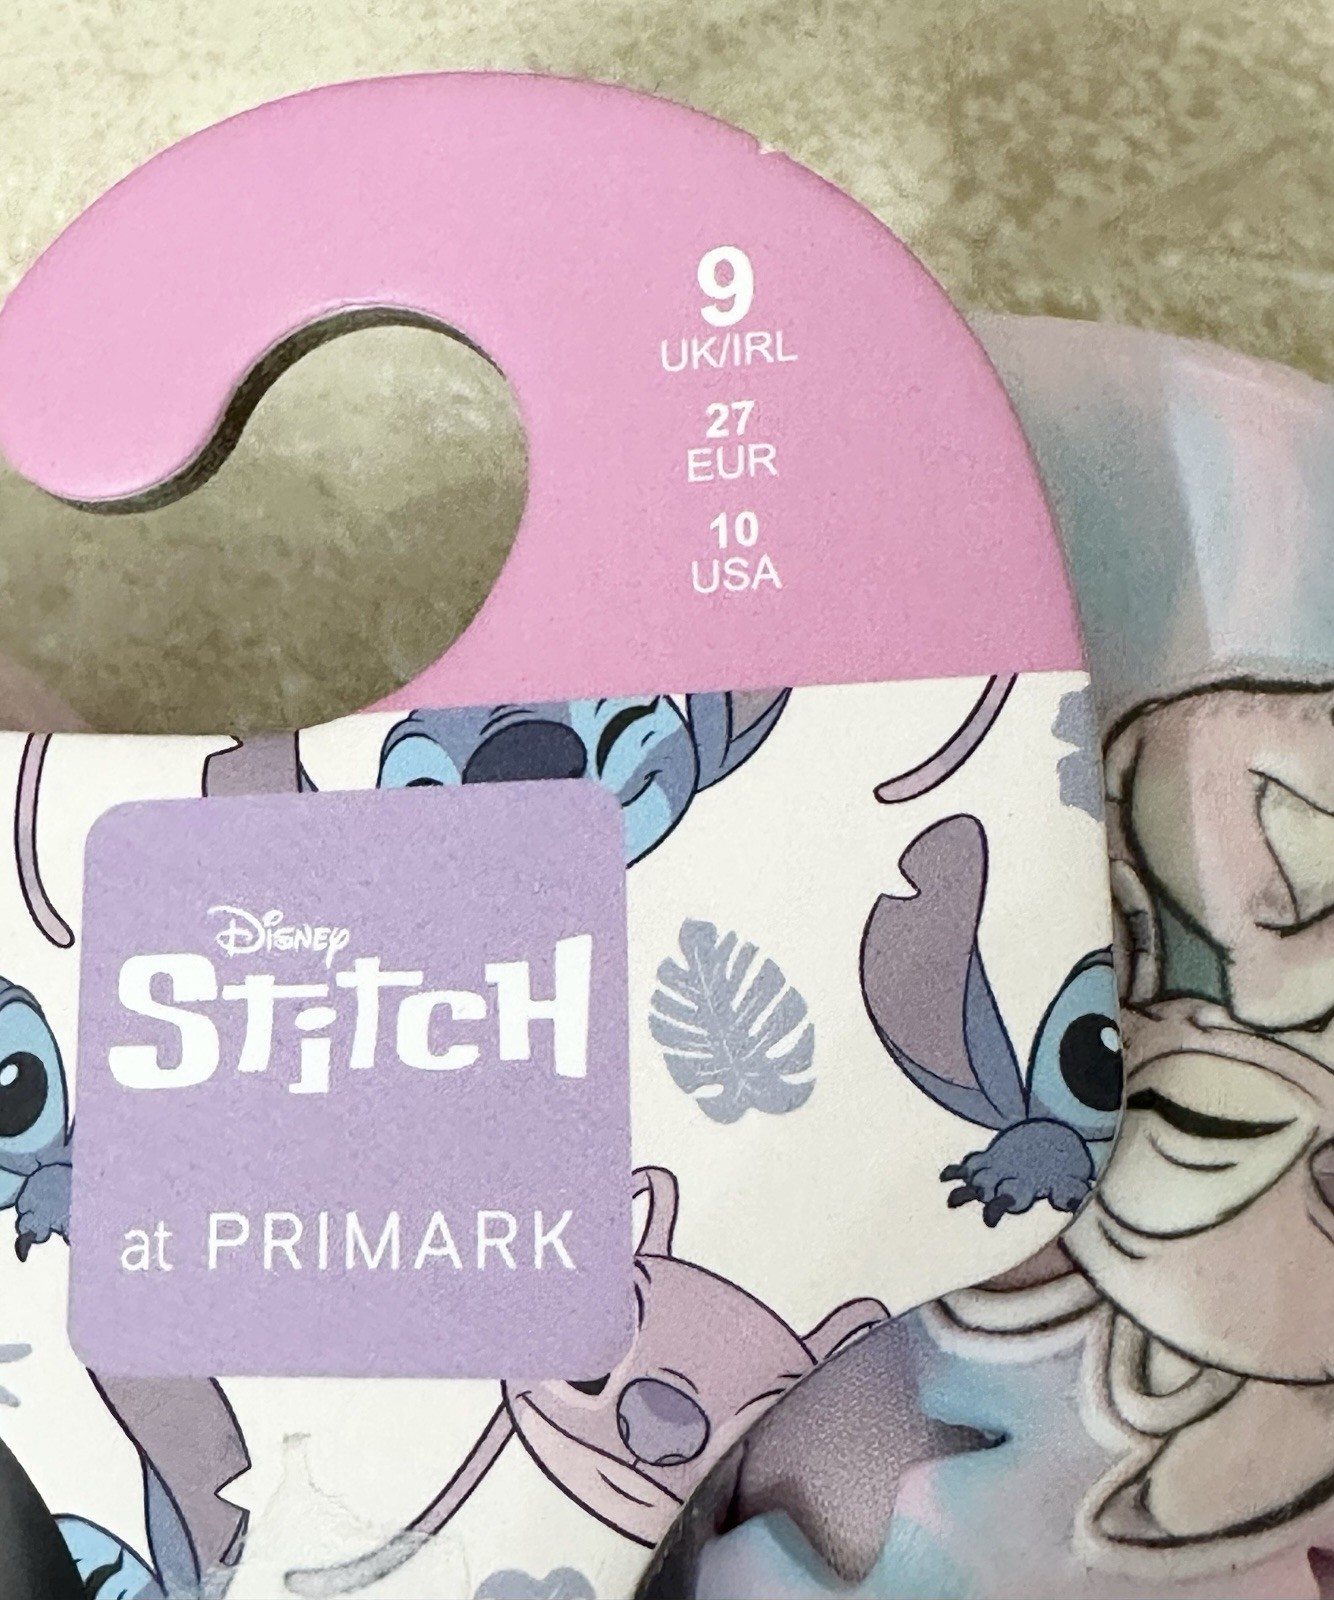 9
UK/IRL
27
EUR
10
USA
Disney
Stitch
at PRIMARK